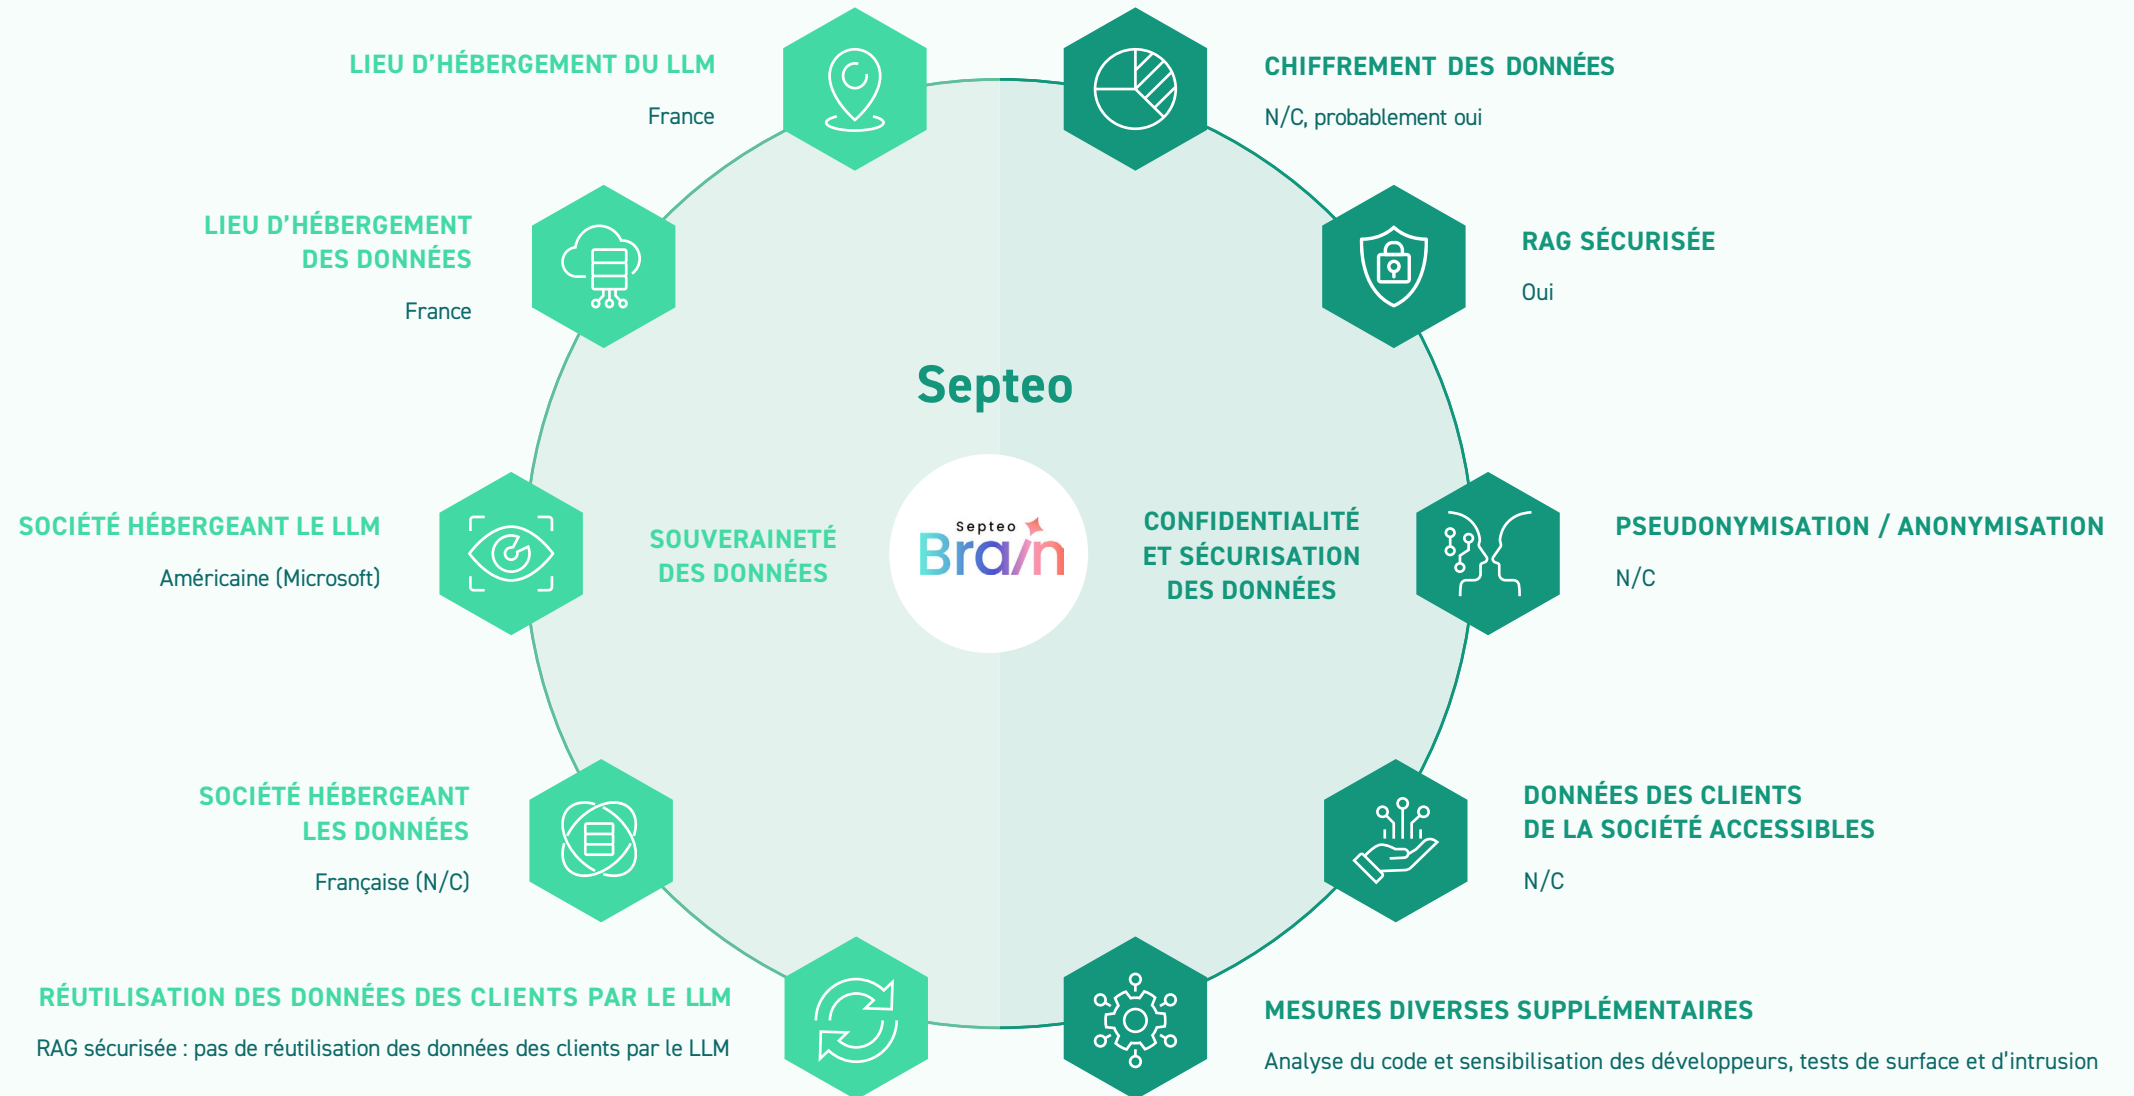 LIEU D’HÉBERGEMENT DU LLM
France
LIEU D’HÉBERGEMENT
DES DONNÉES
France
SOCIÉTÉ HÉBERGEANT LE LLM
Américaine (Microsoft)
SOCIÉTÉ HÉBERGEANT
LES DONNÉES
Française (N/C)
RÉUTILISATION DES DONNÉES DES CLIENTS PAR LE LLM
RAG sécurisée : pas de réutilisation des données des clients par le LLM
Septeo
SOUVERAINETÉ
DES DONNÉES
Septeo
Brain
CONFIDENTIALITÉ
ET SÉCURISATION
DES DONNÉES
CHIFFREMENT DES DONNÉES
N/C, probablement oui
RAG SÉCURISÉE
Oui
PSEUDONYMISATION / ANONYMISATION
N/C
DONNÉES DES CLIENTS
DE LA SOCIÉTÉ ACCESSIBLES
N/C
MESURES DIVERSES SUPPLÉMENTAIRES
Analyse du code et sensibilisation des développeurs, tests de surface et d’intrusion